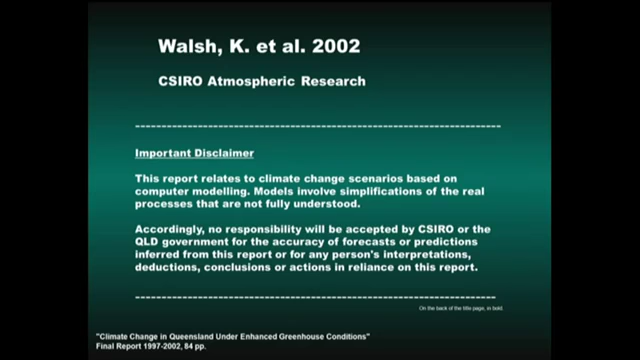 Walsh, K. et al. 2002
CSIRO Atmospheric Research
Important Disclaimer
This report relates to climate change scenarios based on
computer modelling. Models involve simplifications of the real
processes that are not fully understood.
Accordingly, no responsibility will be accepted by CSIRO or the
QLD government for the accuracy of forecasts or predictions
inferred from this report or for any person's interpretations,
deductions, conclusions or actions in reliance on this report.
On the back of the title page, in bold.
"Climate Change in Queensland Under Enhanced Greenhouse Conditions"
Final Report 1997-2002, 84 pp.